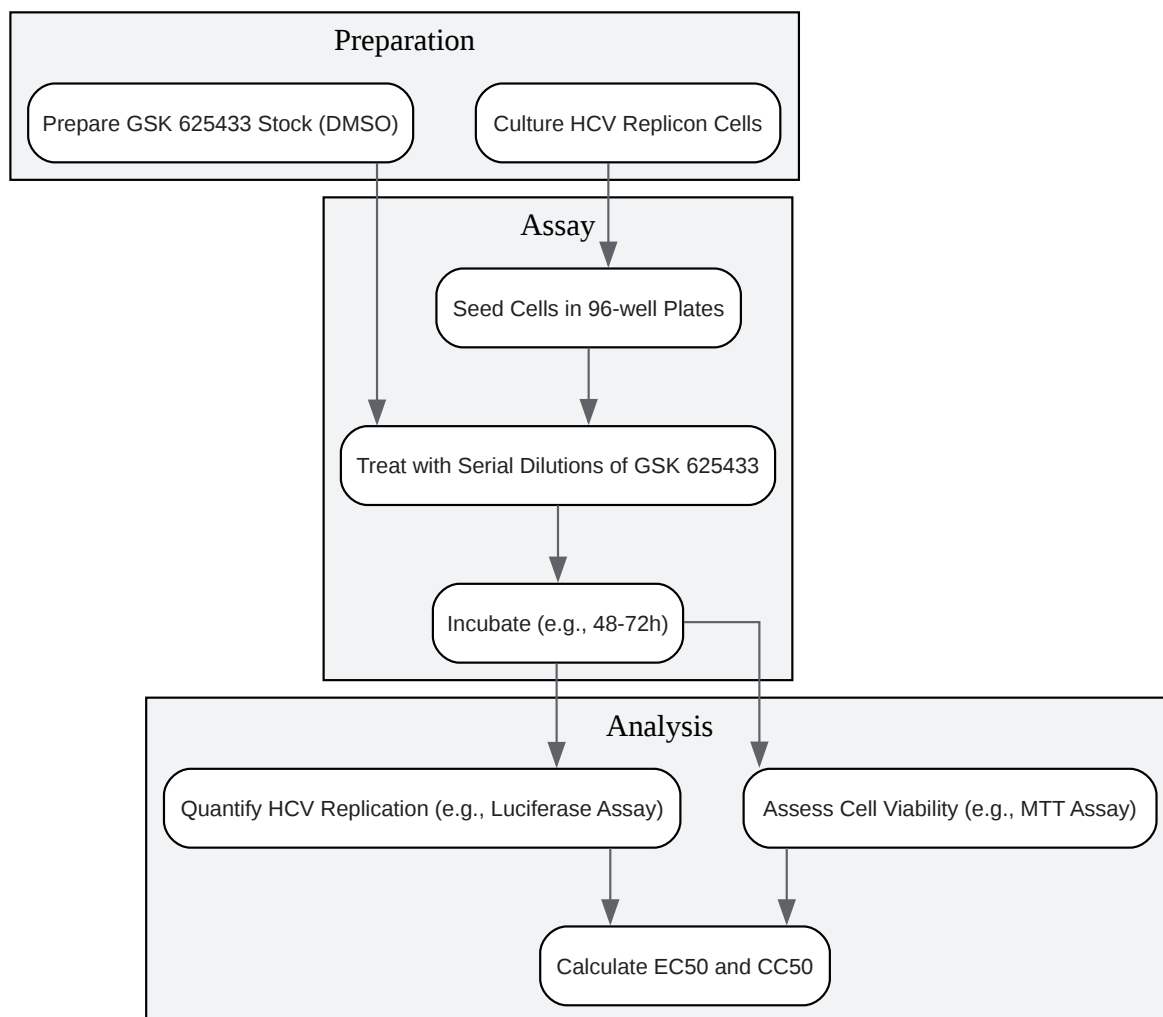 Preparation
Prepare GSK 625433 Stock (DMSO)
Culture HCV Replicon Cells
Assay
Seed Cells in 96-well Plates
Treat with Serial Dilutions of GSK 625433
Incubate (e.g., 48-72h)
Analysis
Quantify HCV Replication (e.g., Luciferase Assay)
Assess Cell Viability (e.g., MTT Assay)
Calculate EC50 and CC50